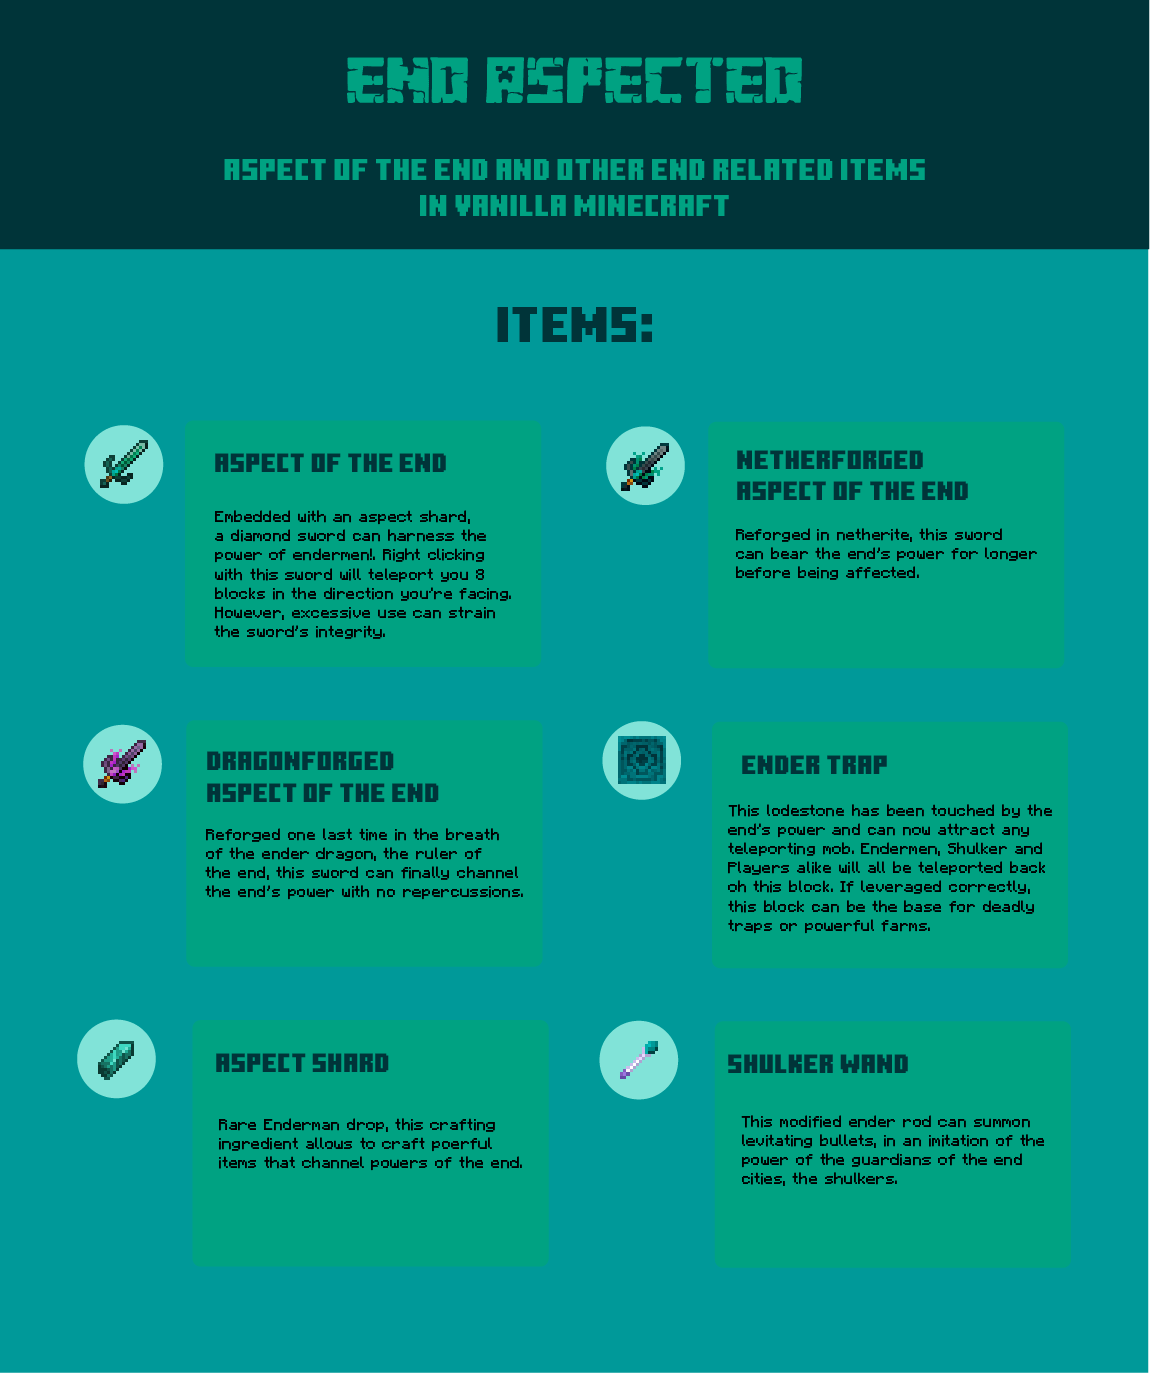 END ASPECTED
ASPECT OF THE END AND OTHER END RELATED ITEMS
IN VANILLA MINECRAFT
ITEMS:
ASPECT OF THE END
Embedded with an aspect shard,
a diamond sword can harness the
power of endermen!. Right clicking
with this sword will teleport you 8
blocks in the direction you're facing.
However, excessive use can strain
the sword's integrity.
NETHERFORGED
ASPECT OF THE END
Reforged in netherite, this sword
can bear the end's power for longer
before being affected.
DRAGONFORGED
ASPECT OF THE END
Reforged one last time in the breath
of the ender dragon, the ruler of
the end, this sword can finally channel
the end's power with no repercussions.
ENDER TRAP
This lodestone has been touched by the
end's power and can now attract any
teleporting mob. Endermen, Shulker and
Players alike will all be teleported back
oh this block. If leveraged correctly,
this block can be the base for deadly
traps or powerful farms.
ASPECT SHARD
Rare Enderman drop, this crafting
ingredient allows to craft poerful
items that channel powers of the end.
SHULKER WAND
This modified ender rod can summon
levitating bullets, in an imitation of the
power of the guardians of the end
cities, the shulkers.